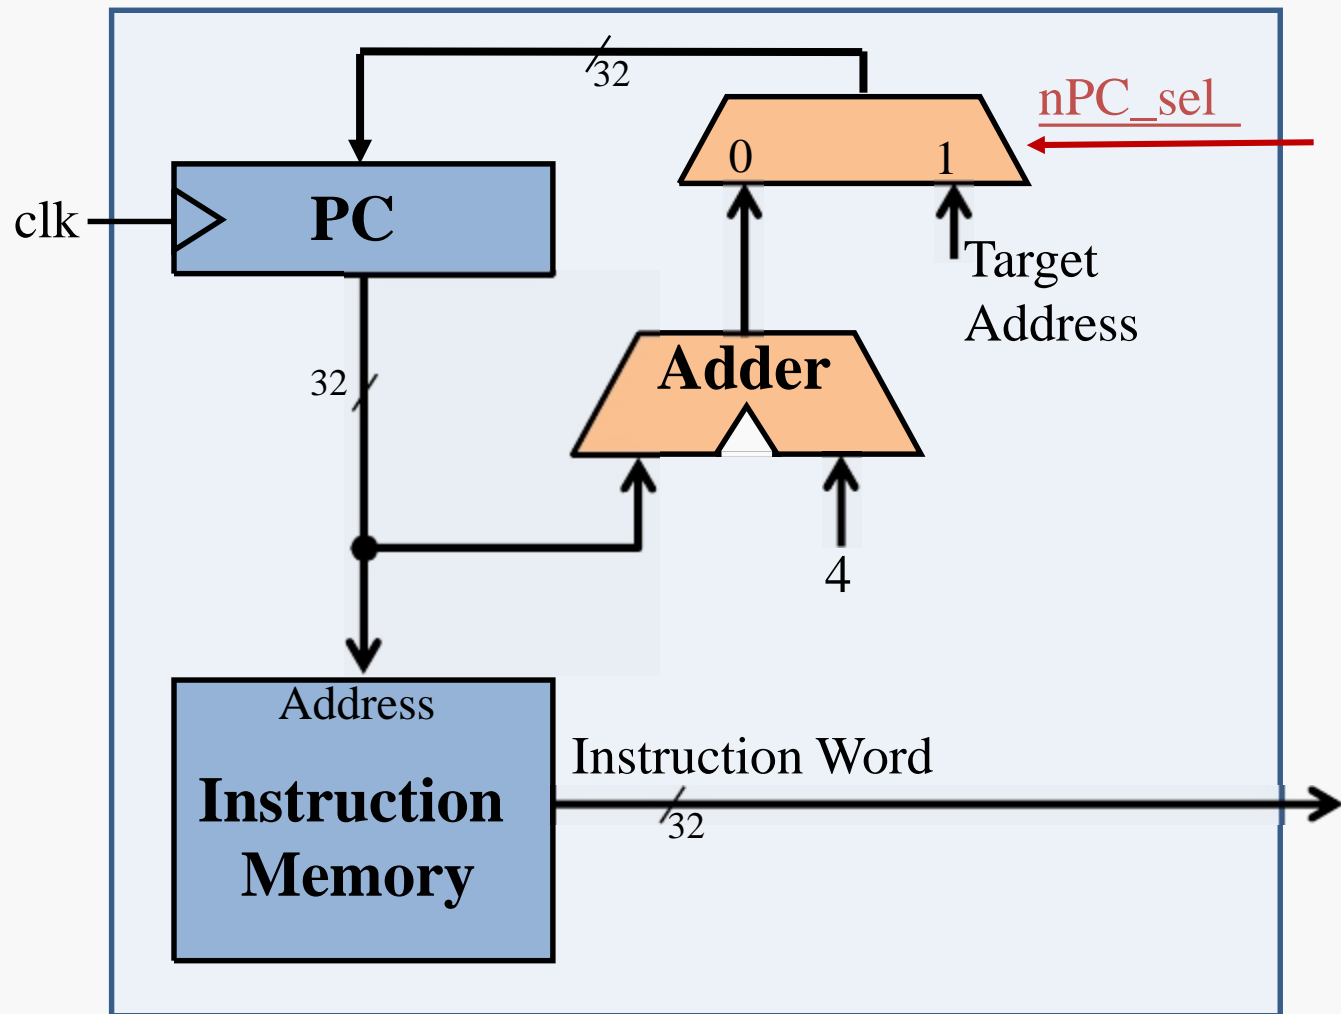 32
nPC_sel
0
1
clk
PC
Target
Address
32
Adder
4
Address
Instruction
Memory
Instruction Word
32